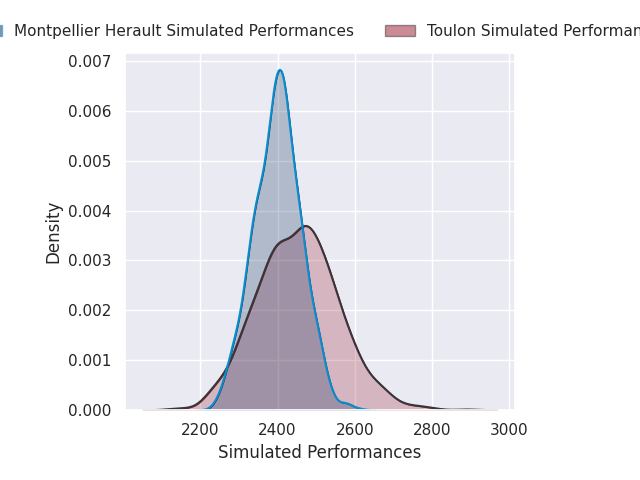 Montpellier Herault Simulated Performances
Toulon Simulated
0.007
0.006
0.005
0.004
0.003
0.002
0.001
0.000
Density
2200 2400 2600 2800 3000
Simulated Performances